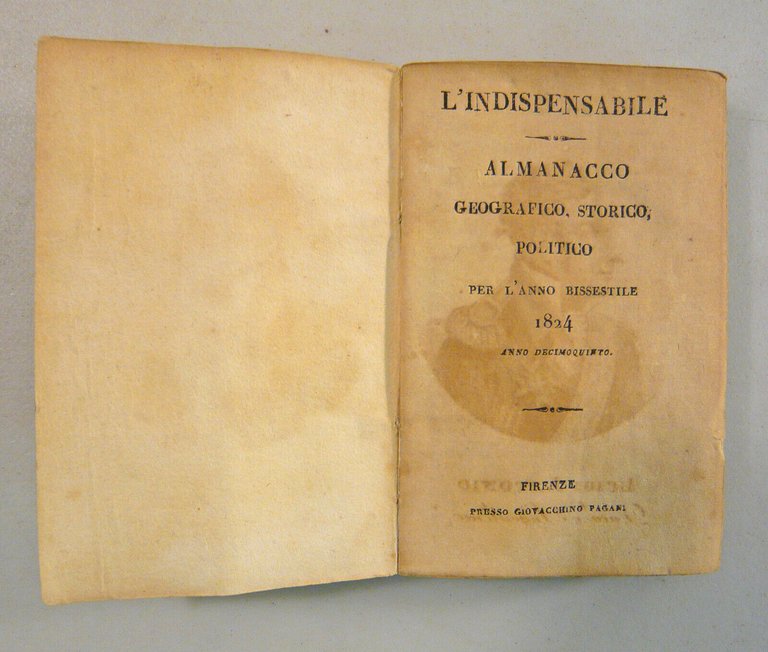 L'INDISPENSABILE
ALMANACCO
GEOGRAFICO, STORICO,
POLITICO
PER L'ANNO BISSESTILE
1824
ANNO DECIMOQUINTO.
FIRENZE
PRESSO GIOVACCHINO PAGANI